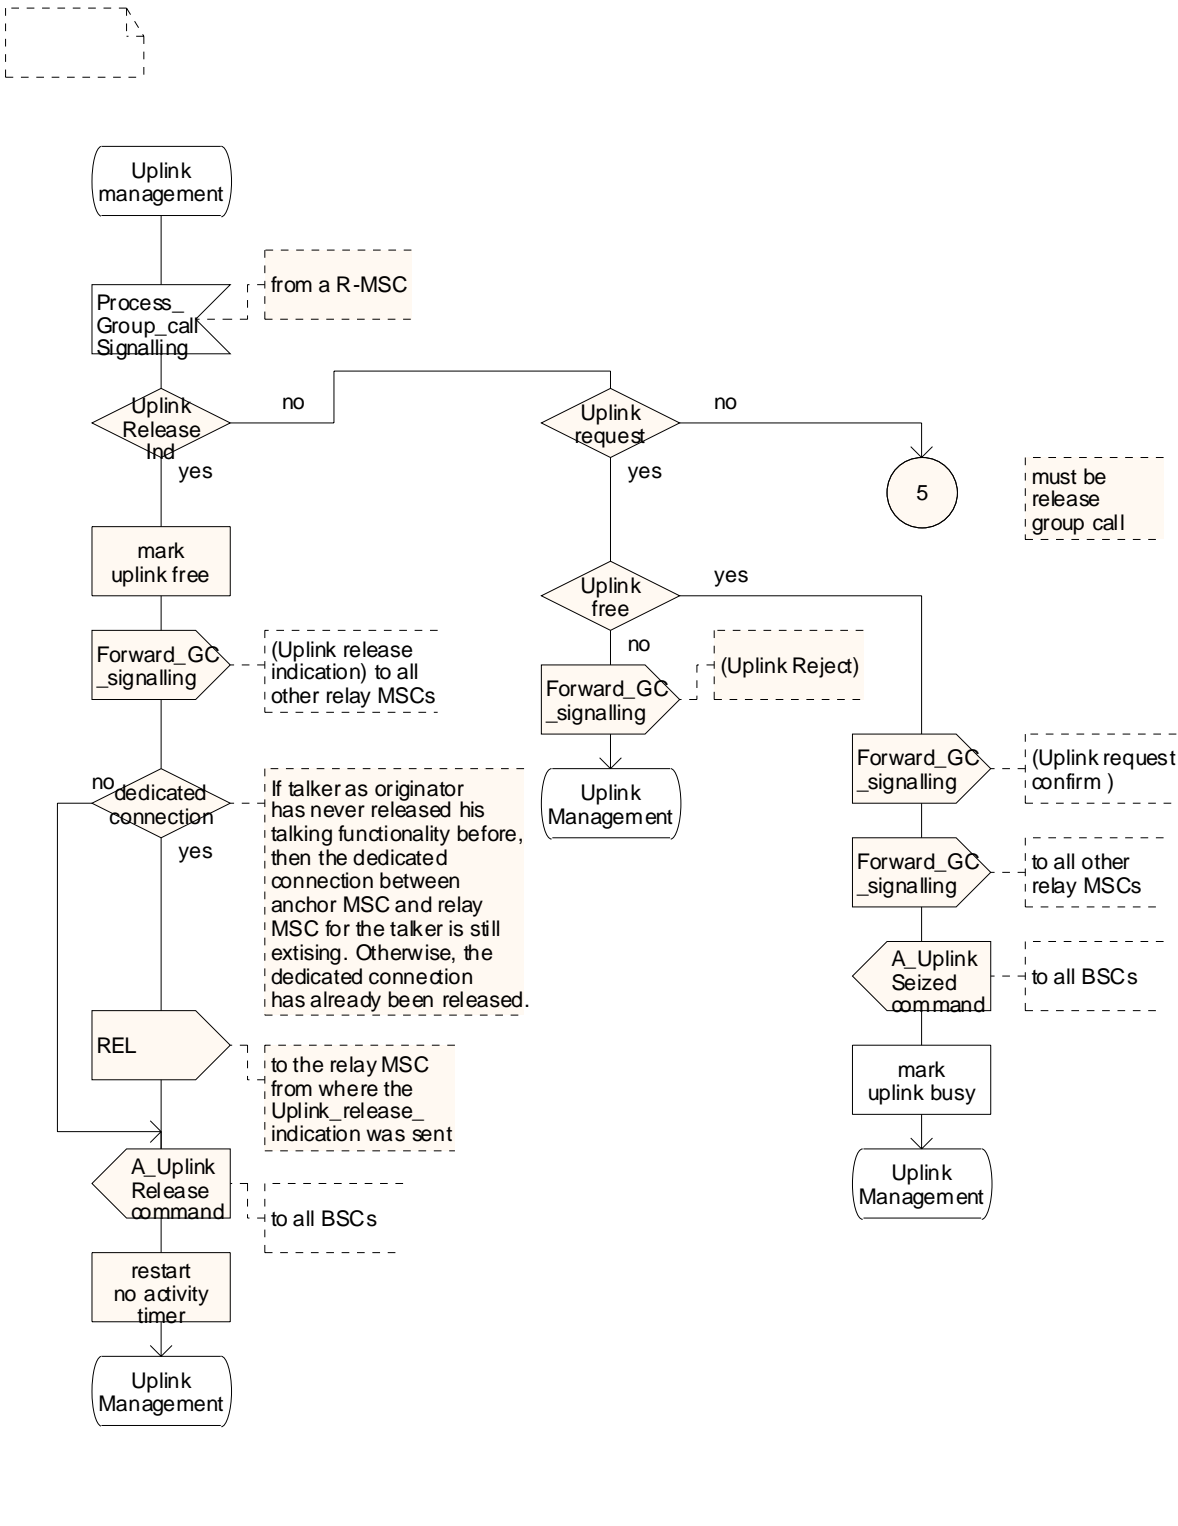 Uplink
management
from a R-MSC
Process_
Group_call
Signalling
Uplink
Release
Ind
no
yes
Uplink
request
no
yes
5
must be
release
group call
mark
uplink free
Uplink
free
yes
no
Forward_GC
_signalling
(Uplink release
indication) to all
other relay MSCs
Forward_GC
_signalling
(Uplink Reject)
Uplink
Management
Forward_GC
_signalling
(Uplink request
confirm )
no
dedicated
connection
yes
If talker as originator
has never released his
talking functionality before,
then the dedicated
connection between
anchor MSC and relay
MSC for the talker is still
extising. Otherwise, the
dedicated connection
has already been released.
Forward_GC
_signalling
to all other
relay MSCs
A_Uplink
Seized
command
to all BSCs
REL
to the relay MSC
from where the
Uplink_release_
indication was sent
mark
uplink busy
Uplink
Management
A_Uplink
Release
command
to all BSCs
restart
no activity
timer
Uplink
Management